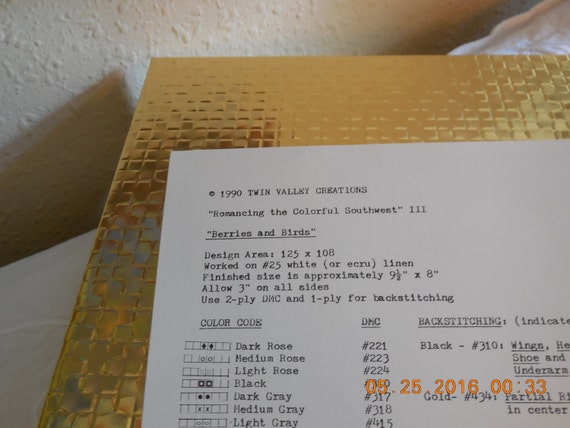 © 1990 TWIN VALLEY CREATIONS
"Romancing the Colorful Southwest" III
"Berries and Birds"
Design Area: 125 x 108
Worked on #25 white (or ecru) linen
Finished size is approximately 9½" x 8"
Allow 3" on all sides
Use 2-ply DMC and 1-ply for backstitching
COLOR CODE DMC BACKSTITCHING: (indicate
Dark Rose #221 Black - #310: Wings, He
Medium Rose #223 Shoe and
Light Rose #224 Underarm
Black
Dark Gray #317 Gold- #434: Partial Ri
Medium Gray #318 in center
Light Gray #415
05.25.2016 00:33